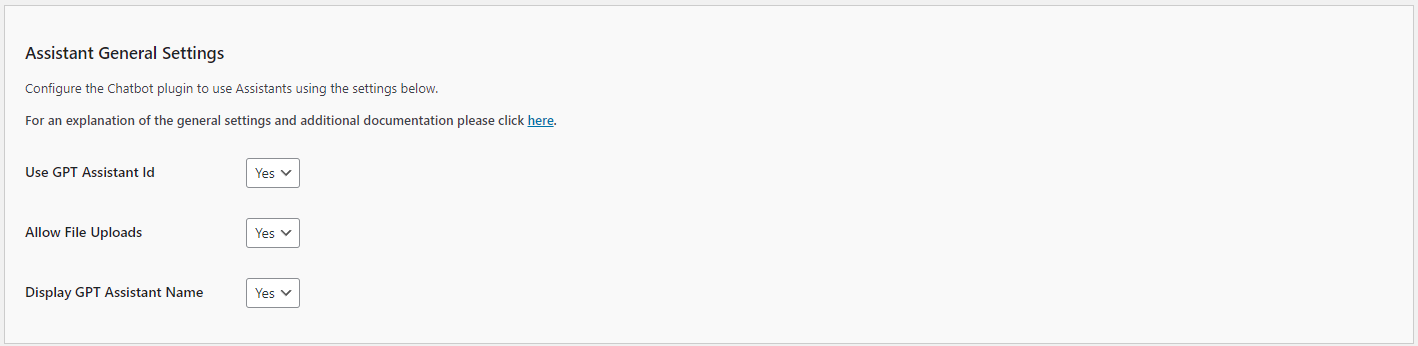 Assistant General Settings
Configure the Chatbot plugin to use Assistants using the settings below.
For an explanation of the general settings and additional documentation please click here.
Use GPT Assistant Id Yes
Allow File Uploads Yes
Display GPT Assistant Name Yes